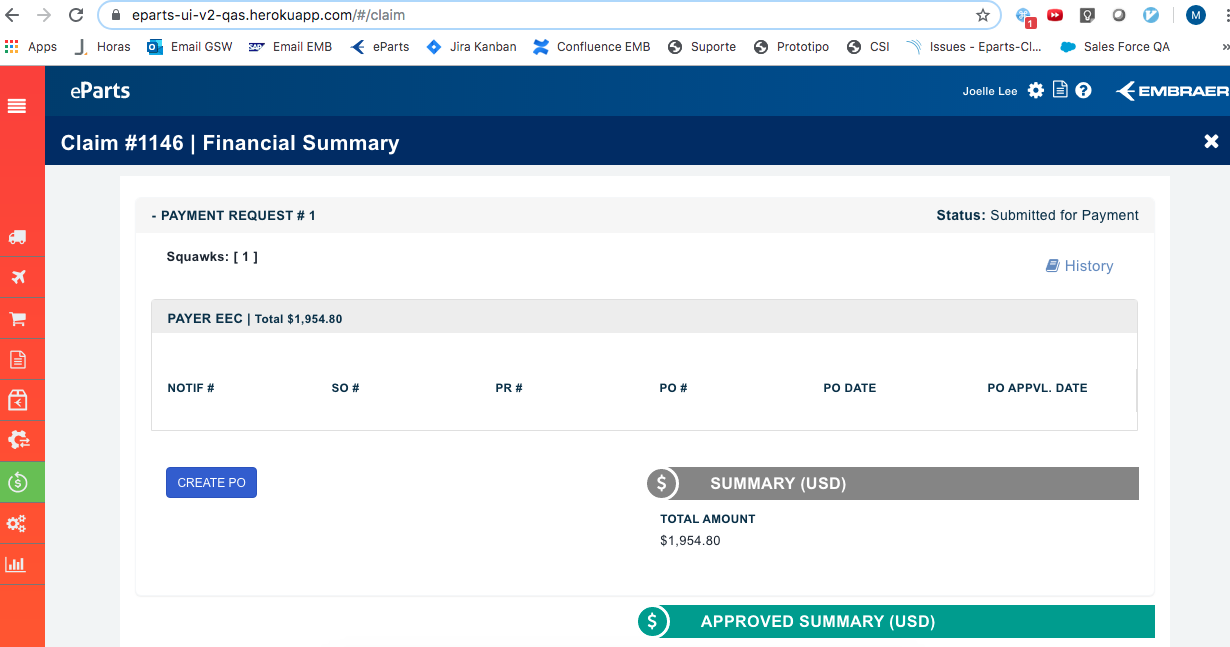 eparts-ui-v2-qas.herokuapp.com/#/claim
1
M
Apps Horas Email GSW Email EMB eParts Jira Kanban Confluence EMB Suporte Prototipo CSI Issues - Eparts-Cl... Sales Force QA »
eParts Joelle Lee EMBRAER
Claim #1146 | Financial Summary
- PAYMENT REQUEST # 1 Status: Submitted for Payment
Squawks: [ 1 ]
History
PAYER EEC | Total $1,954.80
NOTIF # SO # PR # PO # PO DATE PO APPVL. DATE
CREATE PO $ SUMMARY (USD)
TOTAL AMOUNT
$1,954.80
$ APPROVED SUMMARY (USD)